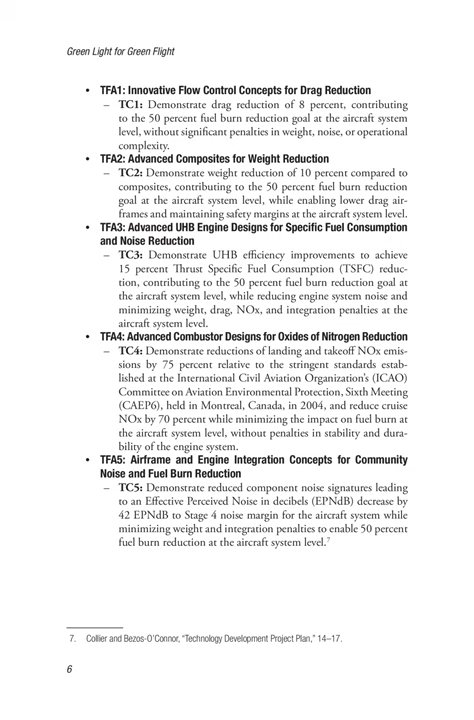 Green Light for Green Flight
• TFA1: Innovative Flow Control Concepts for Drag Reduction
– TC1: Demonstrate drag reduction of 8 percent, contributing
to the 50 percent fuel burn reduction goal at the aircraft system
level, without significant penalties in weight, noise, or operational
complexity.
• TFA2: Advanced Composites for Weight Reduction
– TC2: Demonstrate weight reduction of 10 percent compared to
composites, contributing to the 50 percent fuel burn reduction
goal at the aircraft system level, while enabling lower drag air-
frames and maintaining safety margins at the aircraft system level.
• TFA3: Advanced UHB Engine Designs for Specific Fuel Consumption
and Noise Reduction
– TC3: Demonstrate UHB efficiency improvements to achieve
15 percent Thrust Specific Fuel Consumption (TSFC) reduc-
tion, contributing to the 50 percent fuel burn reduction goal at
the aircraft system level, while reducing engine system noise and
minimizing weight, drag, NOx, and integration penalties at the
aircraft system level.
• TFA4: Advanced Combustor Designs for Oxides of Nitrogen Reduction
– TC4: Demonstrate reductions of landing and takeoff NOx emis-
sions by 75 percent relative to the stringent standards estab-
lished at the International Civil Aviation Organization's (ICAO)
Committee on Aviation Environmental Protection, Sixth Meeting
(CAEP6), held in Montreal, Canada, in 2004, and reduce cruise
NOx by 70 percent while minimizing the impact on fuel burn at
the aircraft system level, without penalties in stability and dura-
bility of the engine system.
• TFA5: Airframe and Engine Integration Concepts for Community
Noise and Fuel Burn Reduction
– TC5: Demonstrate reduced component noise signatures leading
to an Effective Perceived Noise in decibels (EPNdB) decrease by
42 EPNdB to Stage 4 noise margin for the aircraft system while
minimizing weight and integration penalties to enable 50 percent
fuel burn reduction at the aircraft system level.7
7. Collier and Bezos-O'Connor, "Technology Development Project Plan," 14–17.
6